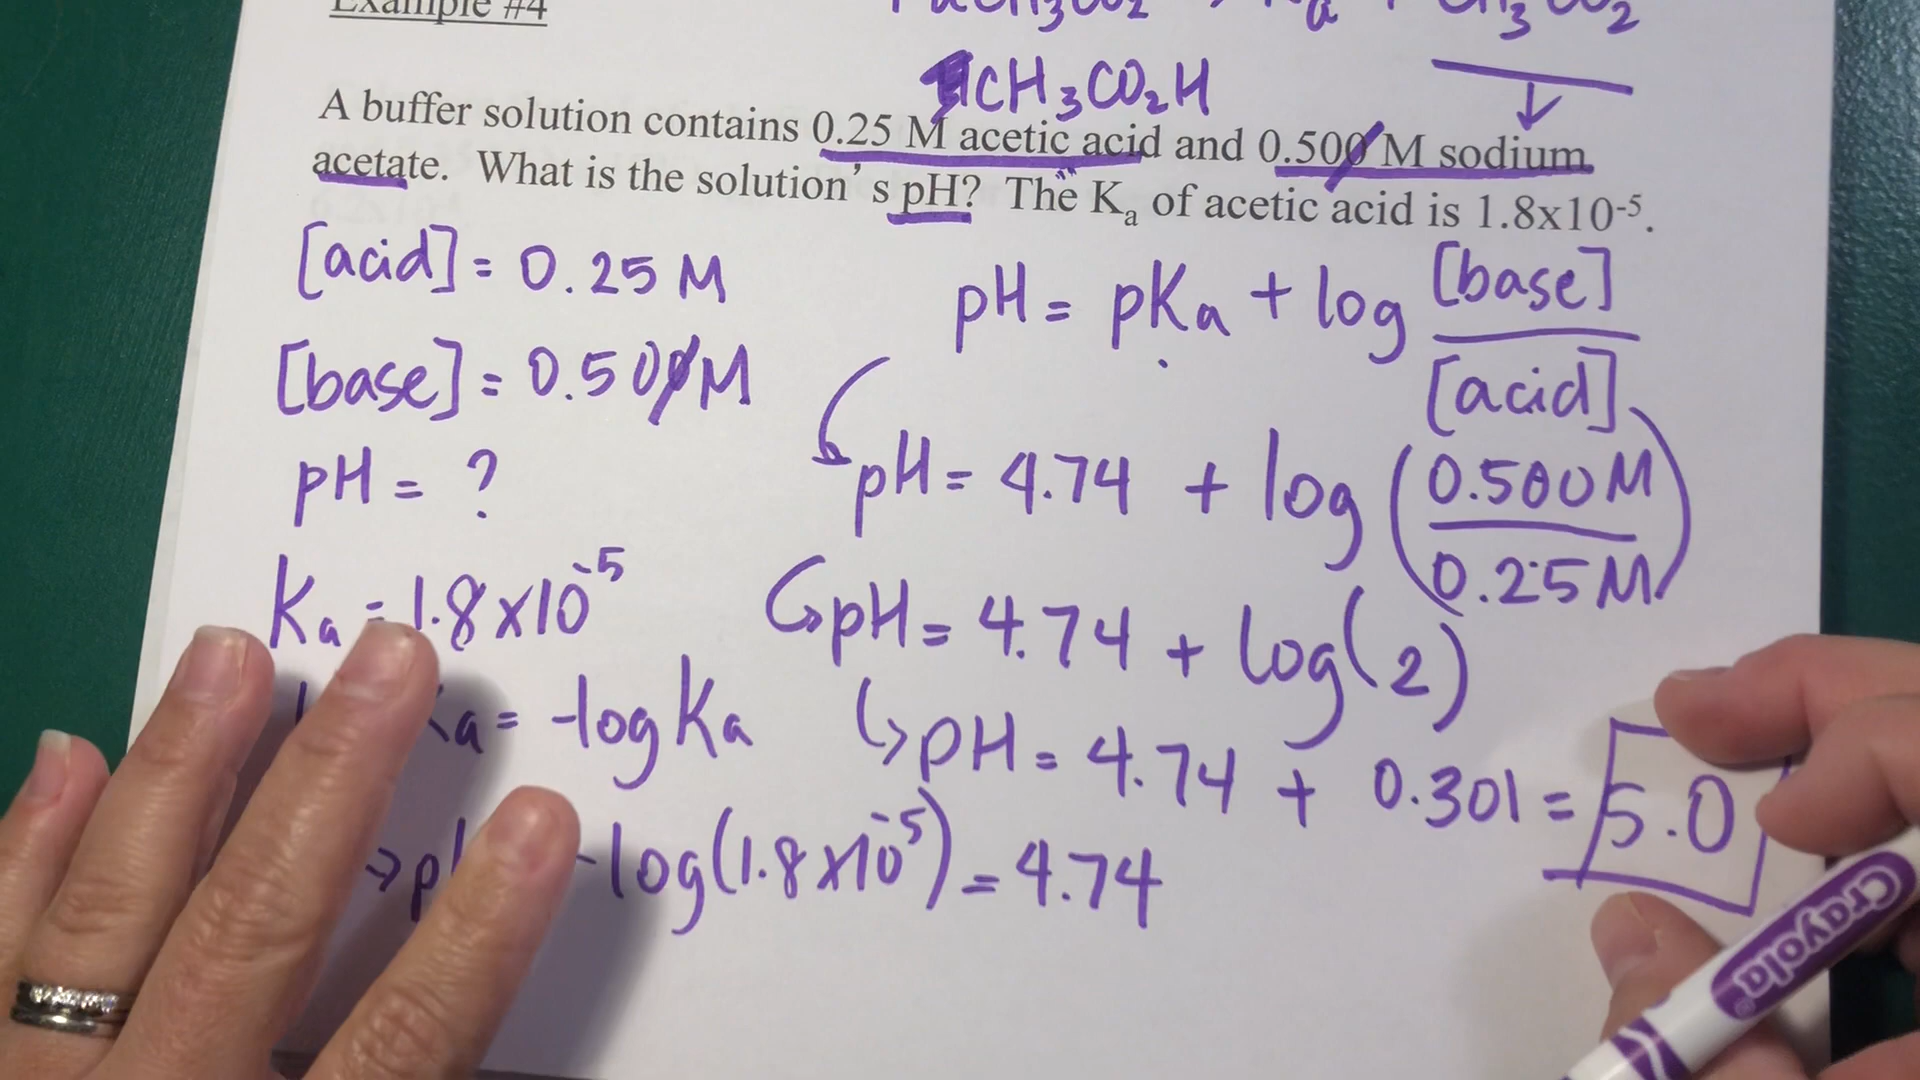 Example #4
CH₃CO₂H
A buffer solution contains 0.25 M acetic acid and 0.500 M sodium
acetate. What is the solution's pH? The Kₐ of acetic acid is 1.8x10⁻⁵.
[acid] = 0.25 M
[base] = 0.500 M
pH = ?
Ka = 1.8x10⁻⁵
Ka = -log Ka
-log(1.8x10⁻⁵) = 4.74
pH = pKa + log [base]/[acid]
pH = 4.74 + log (0.500M/0.25M)
pH = 4.74 + log(2)
pH = 4.74 + 0.301 = 5.0
Crayola